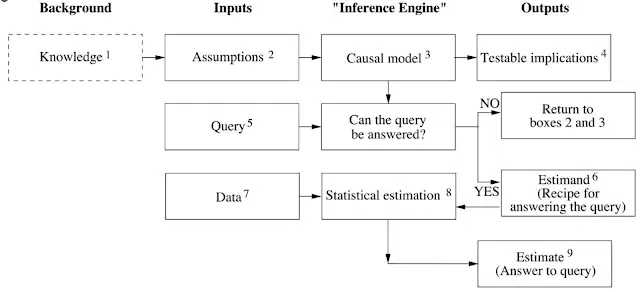 Background Inputs "Inference Engine" Outputs
Knowledge 1 Assumptions 2 Causal model 3 Testable implications 4
Query 5
Can the query
be answered?
NO
Return to
boxes 2 and 3
YES
Data 7 Statistical estimation 8
Estimand 6
(Recipe for
answering the query)
Estimate 9
(Answer to query)